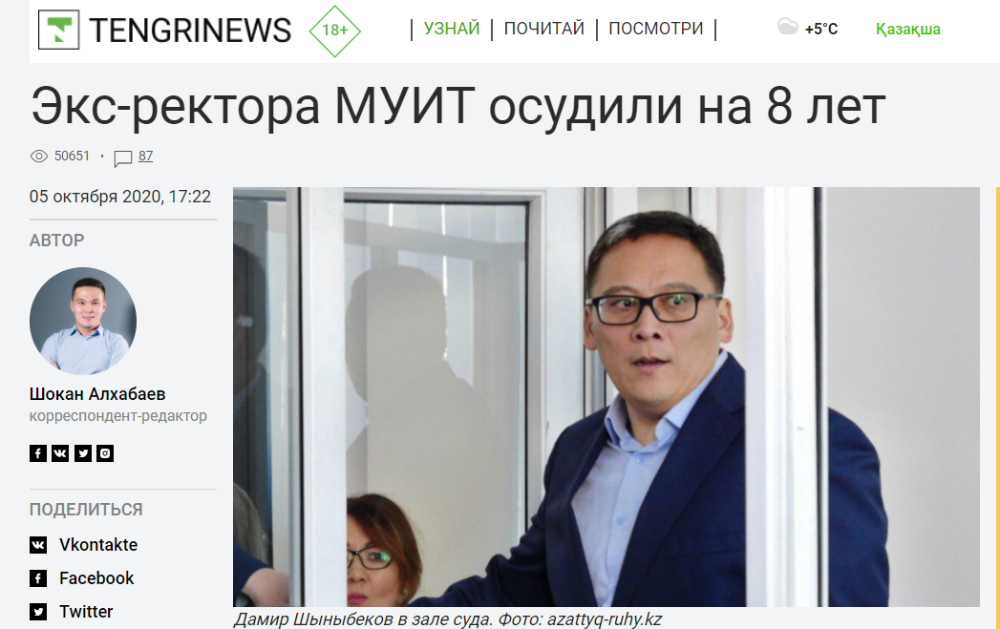 TENGRINEWS 18+ | УЗНАЙ | ПОЧИТАЙ | ПОСМОТРИ | +5°C Қазақша
Экс-ректора МУИТ осудили на 8 лет
50651 · 87
05 октября 2020, 17:22
АВТОР
Шокан Алхабаев
корреспондент-редактор
ПОДЕЛИТЬСЯ
Vkontakte
Facebook
Twitter
Дамир Шыныбеков в зале суда. Фото: azattyq-ruhy.kz